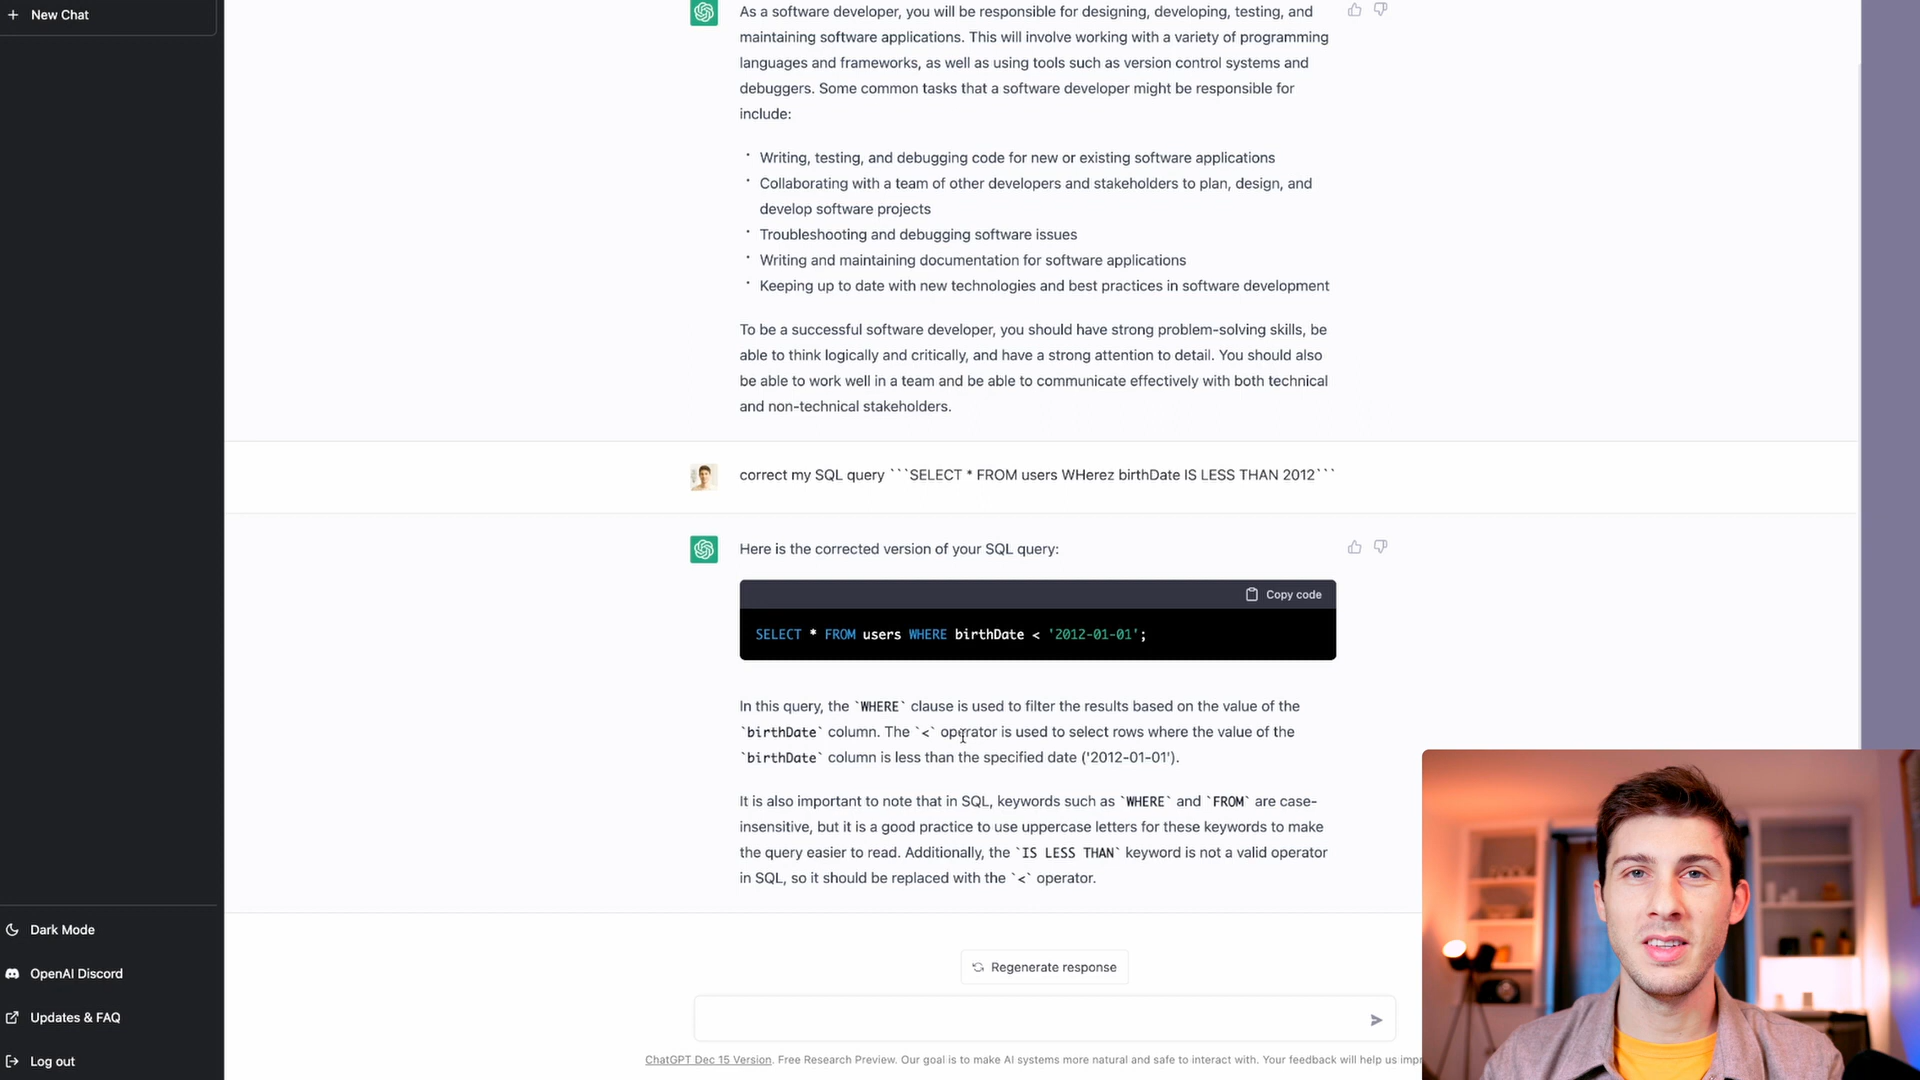 New Chat
As a software developer, you will be responsible for designing, developing, testing, and
maintaining software applications. This will involve working with a variety of programming
languages and frameworks, as well as using tools such as version control systems and
debuggers. Some common tasks that a software developer might be responsible for
include:
Writing, testing, and debugging code for new or existing software applications
Collaborating with a team of other developers and stakeholders to plan, design, and
develop software projects
Troubleshooting and debugging software issues
Writing and maintaining documentation for software applications
Keeping up to date with new technologies and best practices in software development
To be a successful software developer, you should have strong problem-solving skills, be
able to think logically and critically, and have a strong attention to detail. You should also
be able to work well in a team and be able to communicate effectively with both technical
and non-technical stakeholders.
correct my SQL query ```SELECT * FROM users WHerez birthDate IS LESS THAN 2012```
Here is the corrected version of your SQL query:
Copy code
SELECT * FROM users WHERE birthDate < '2012-01-01';
In this query, the `WHERE` clause is used to filter the results based on the value of the
`birthDate` column. The `<` operator is used to select rows where the value of the
`birthDate` column is less than the specified date ('2012-01-01').
It is also important to note that in SQL, keywords such as `WHERE` and `FROM` are case-
insensitive, but it is a good practice to use uppercase letters for these keywords to make
the query easier to read. Additionally, the `IS LESS THAN` keyword is not a valid operator
in SQL, so it should be replaced with the `<` operator.
Dark Mode
OpenAI Discord
Updates & FAQ
Log out
Regenerate response
ChatGPT Dec 15 Version. Free Research Preview. Our goal is to make AI systems more natural and safe to interact with. Your feedback will help us